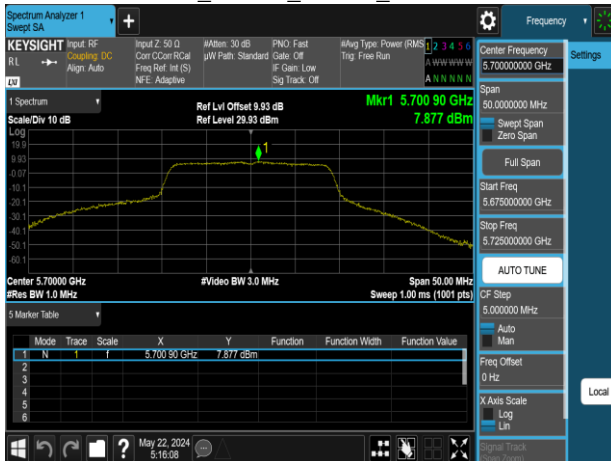 Spectrum Analyzer 1
Swept SA
+
Frequency
KEYSIGHT
RL
Align: Auto
Input: RF
Coupling: DC
LXI
Input Z: 50 Ω
Corr CCorr RCal
Freq Ref: Int (S)
NFE: Adaptive
#Atten: 30 dB
µW Path: Standard
PNO: Fast
Gate: Off
IF Gain: Low
Sig Track: Off
#Avg Type: Power (RMS
Trig: Free Run
1 2 3 4 5 6
A W W W W W
A N N N N N
1 Spectrum
Scale/Div 10 dB
Log
Ref Lvl Offset 9.93 dB
Ref Level 29.93 dBm
Mkr1 5.700 90 GHz
7.877 dBm
1
19.9
9.93
-0.07
-10.1
-20.1
-30.1
-40.1
-50.1
-60.1
Center 5.70000 GHz
#Res BW 1.0 MHz
#Video BW 3.0 MHz
Span 50.00 MHz
Sweep 1.00 ms (1001 pts)
5 Marker Table
Mode Trace Scale X Y Function Function Width Function Value
1 N 1 f 5.700 90 GHz 7.877 dBm
2
3
4
5
6
?
May 22, 2024
5:16:08
Center Frequency
5.700000000 GHz
Span
50.0000000 MHz
Swept Span
Zero Span
Full Span
Start Freq
5.675000000 GHz
Stop Freq
5.725000000 GHz
AUTO TUNE
CF Step
5.000000 MHz
Auto
Man
Freq Offset
0 Hz
X Axis Scale
Log
Lin
Signal Track
(Span Zoom)
Settings
Local